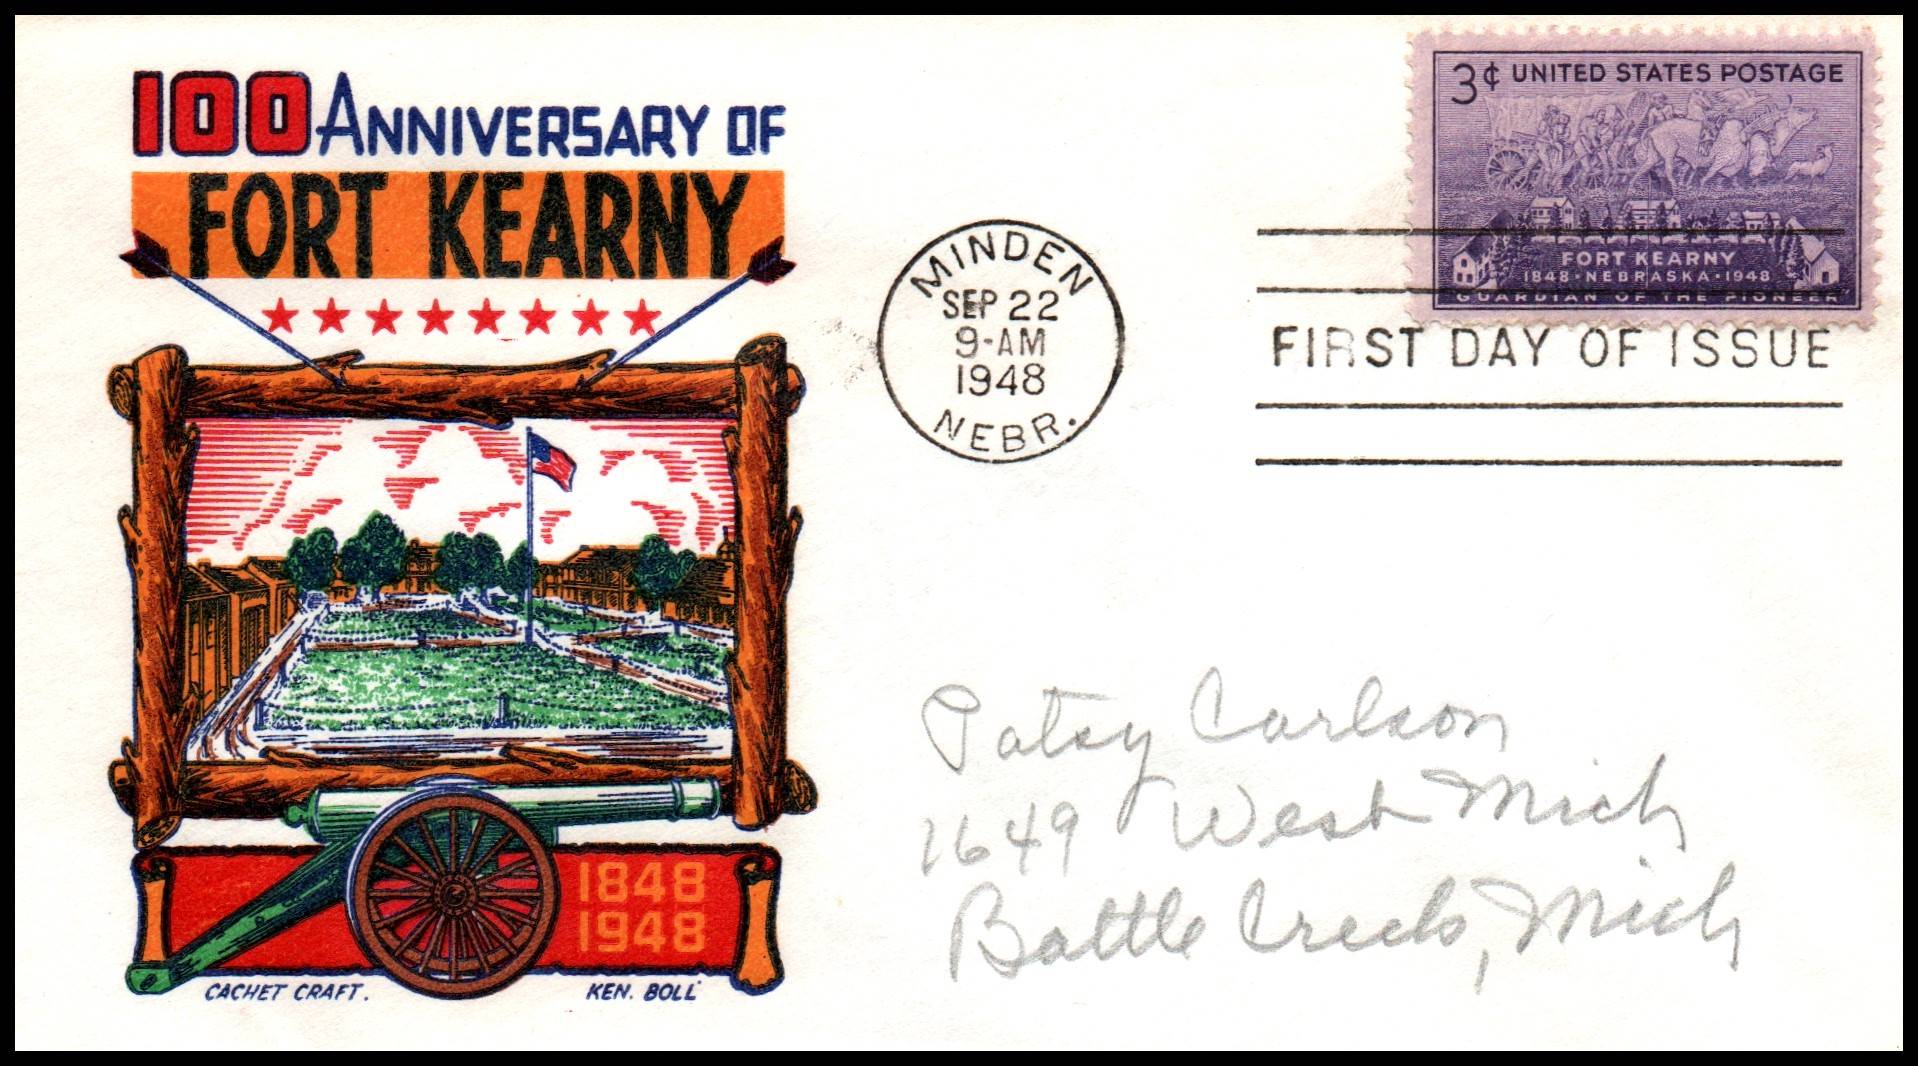 100 ANNIVERSARY OF
FORT KEARNY
1848
1948
CACHET CRAFT. KEN. BOLL
MINDEN
SEP 22
9-AM
1948
NEBR.
3¢ UNITED STATES POSTAGE
FORT KEARNY
1848·NEBRASKA·1948
GUARDIAN OF THE PIONEER
FIRST DAY OF ISSUE
Patsy Carlson
1649 West Mich
Battle Creek, Mich